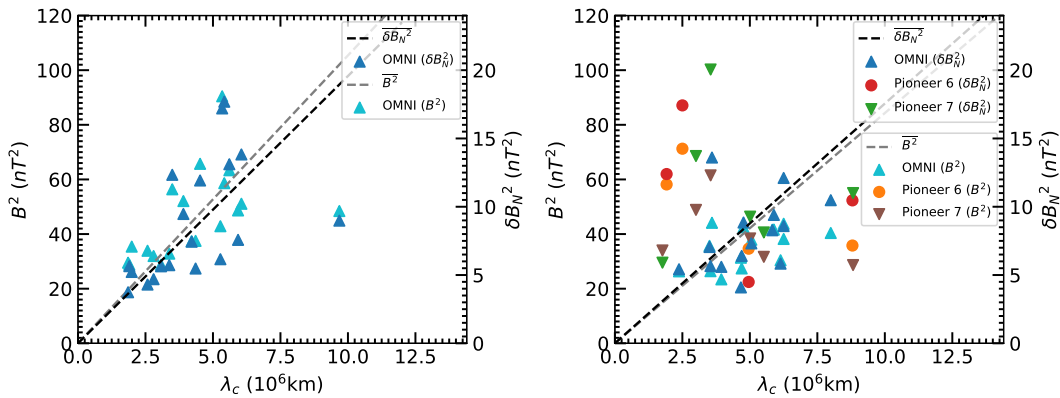 120
100
80
60
40
20
0
B² (nT²)
0.0 2.5 5.0 7.5 10.0 12.5
λc (10⁶km)
20
15
10
5
0
δBN² (nT²)
δBN²
OMNI (δBN²)
B²
OMNI (B²)
120
100
80
60
40
20
0
B² (nT²)
0.0 2.5 5.0 7.5 10.0 12.5
λc (10⁶km)
20
15
10
5
0
δBN² (nT²)
δBN²
OMNI (δBN²)
Pioneer 6 (δBN²)
Pioneer 7 (δBN²)
B²
OMNI (B²)
Pioneer 6 (B²)
Pioneer 7 (B²)